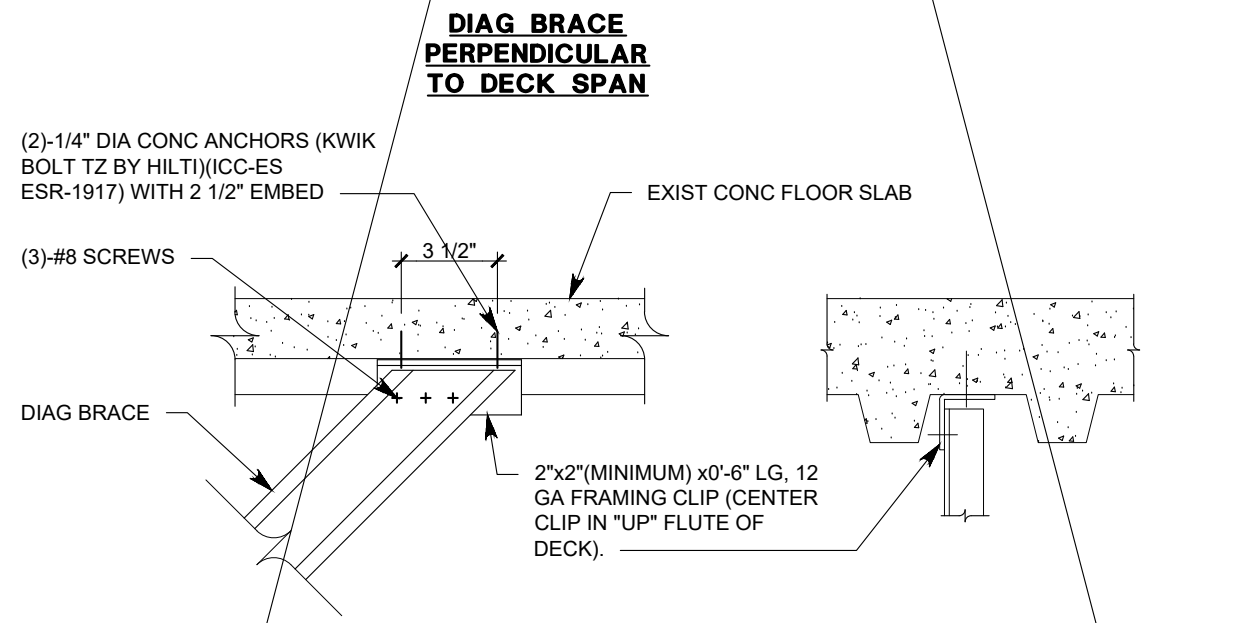 DIAG BRACE
PERPENDICULAR
TO DECK SPAN
(2)-1/4" DIA CONC ANCHORS (KWIK
BOLT TZ BY HILTI)(ICC-ES
ESR-1917) WITH 2 1/2" EMBED
EXIST CONC FLOOR SLAB
3 1/2"
(3)-#8 SCREWS
DIAG BRACE
2"x2"(MINIMUM) x0'-6" LG, 12
GA FRAMING CLIP (CENTER
CLIP IN "UP" FLUTE OF
DECK).